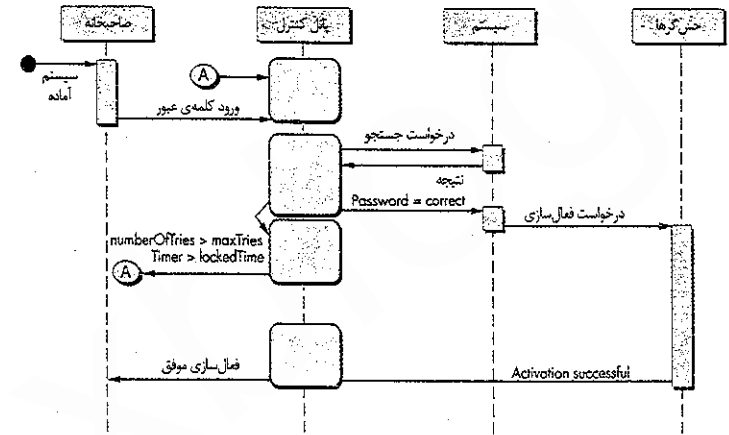 صاحبخانه
پانل کنترل
سیستم
حس‌گرها
سیستم
آماده
A
ورود کلمه‌ی عبور
درخواست جستجو
نتیجه
Password = correct
درخواست فعال‌سازی
numberOfTries > maxTries
Timer > lockedTime
A
فعال‌سازی موفق
Activation successful